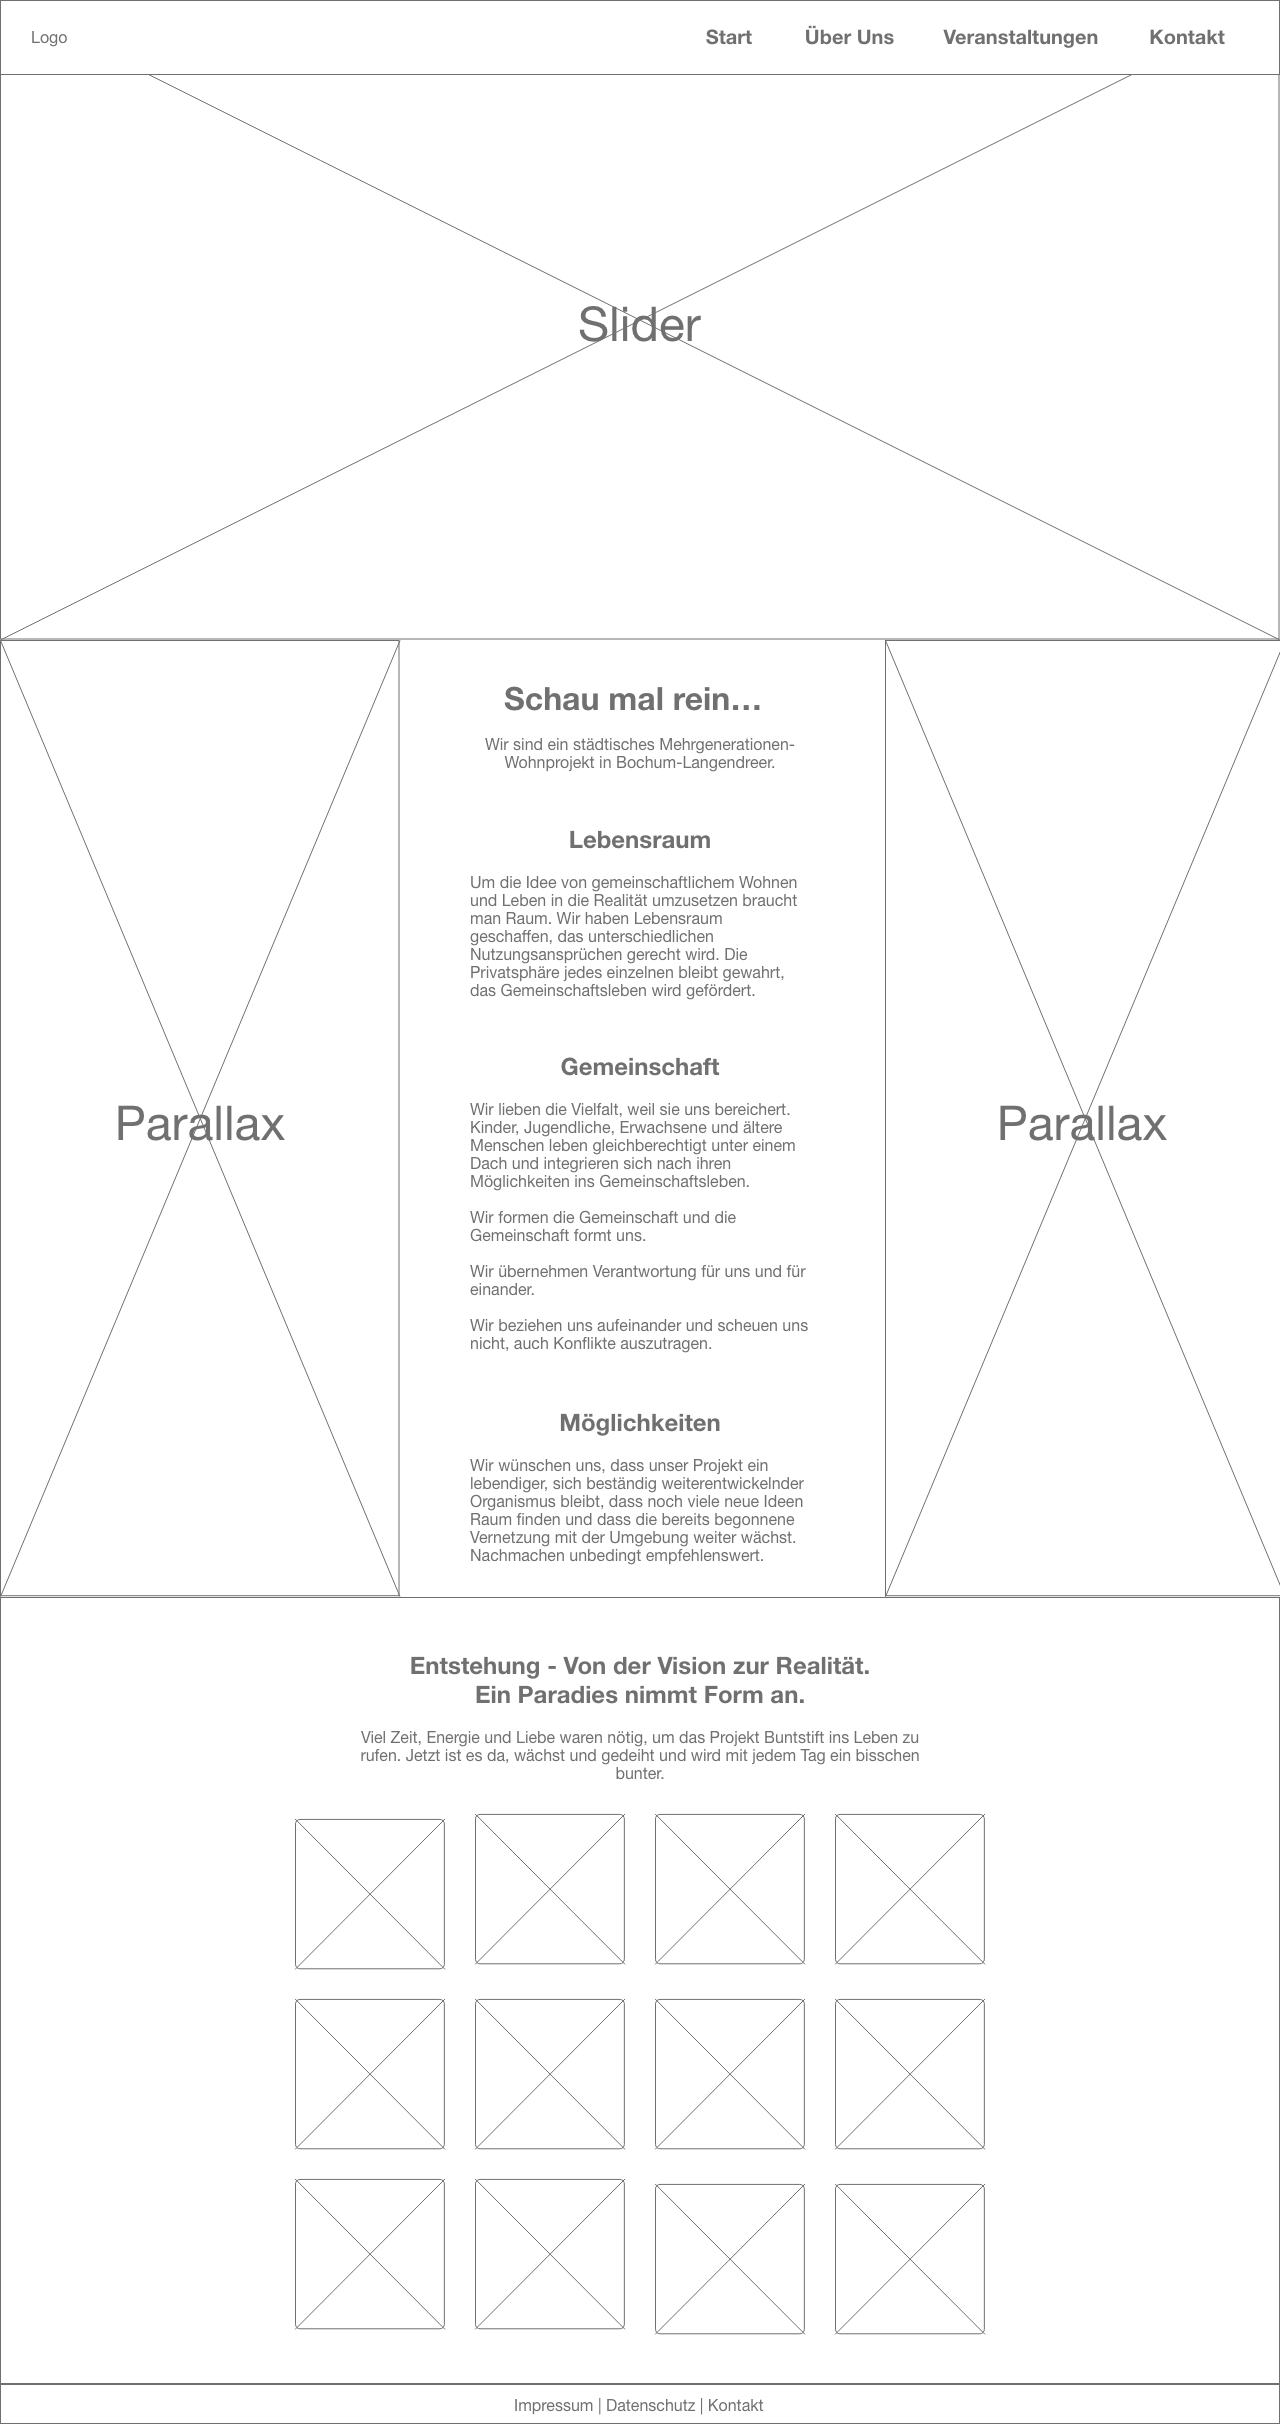 Logo
Start Über Uns Veranstaltungen Kontakt
Slider
Schau mal rein...
Wir sind ein städtisches Mehrgenerationen-
Wohnprojekt in Bochum-Langendreer.
Lebensraum
Um die Idee von gemeinschaftlichem Wohnen
und Leben in die Realität umzusetzen braucht
man Raum. Wir haben Lebensraum
geschaffen, das unterschiedlichen
Nutzungsansprüchen gerecht wird. Die
Privatsphäre jedes einzelnen bleibt gewahrt,
das Gemeinschaftsleben wird gefördert.
Gemeinschaft
Parallax
Wir lieben die Vielfalt, weil sie uns bereichert.
Kinder, Jugendliche, Erwachsene und ältere
Menschen leben gleichberechtigt unter einem
Dach und integrieren sich nach ihren
Möglichkeiten ins Gemeinschaftsleben.
Wir formen die Gemeinschaft und die
Gemeinschaft formt uns.
Wir übernehmen Verantwortung für uns und für
einander.
Wir beziehen uns aufeinander und scheuen uns
nicht, auch Konflikte auszutragen.
Parallax
Möglichkeiten
Wir wünschen uns, dass unser Projekt ein
lebendiger, sich beständig weiterentwickelnder
Organismus bleibt, dass noch viele neue Ideen
Raum finden und dass die bereits begonnene
Vernetzung mit der Umgebung weiter wächst.
Nachmachen unbedingt empfehlenswert.
Entstehung - Von der Vision zur Realität.
Ein Paradies nimmt Form an.
Viel Zeit, Energie und Liebe waren nötig, um das Projekt Buntstift ins Leben zu
rufen. Jetzt ist es da, wächst und gedeiht und wird mit jedem Tag ein bisschen
bunter.
Impressum | Datenschutz | Kontakt